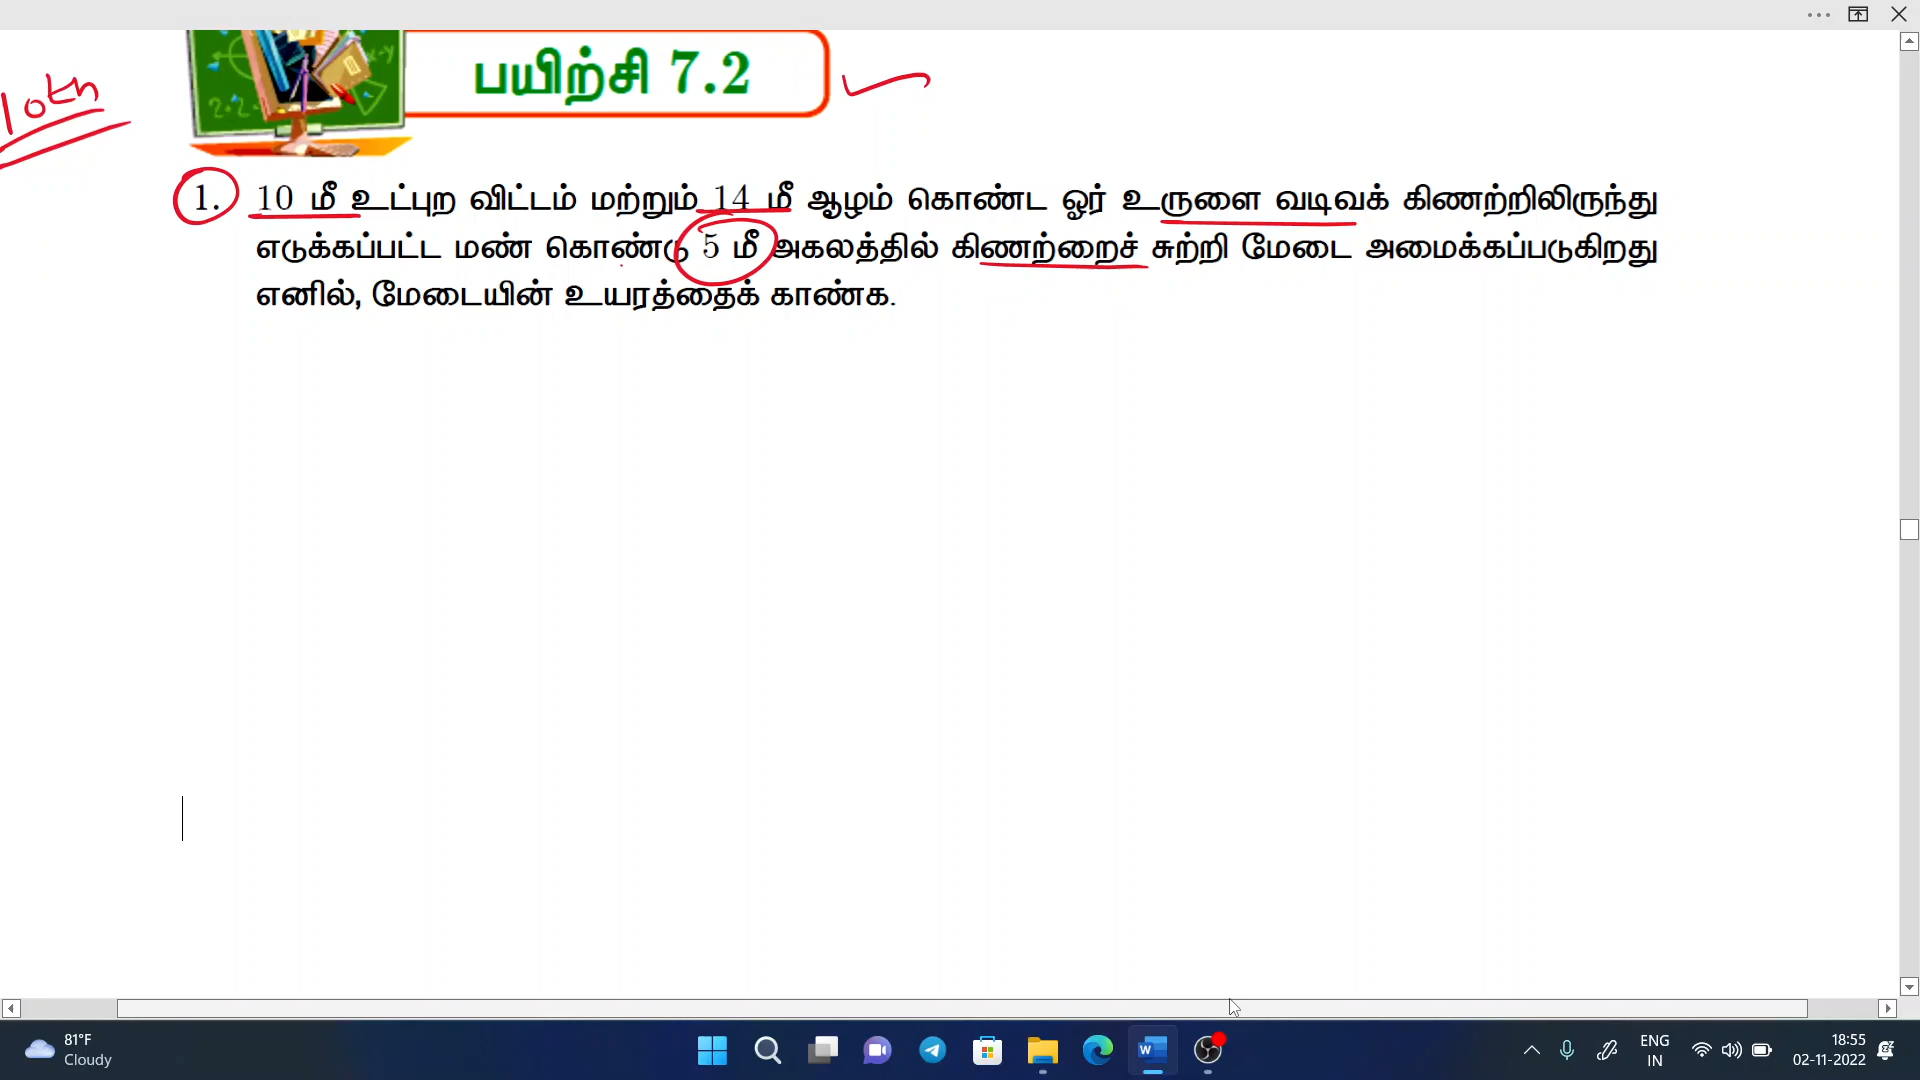 10th
பயிற்சி 7.2
1. 10 மீ உட்புற விட்டம் மற்றும் 14 மீ ஆழம் கொண்ட ஓர் உருளை வடிவக் கிணற்றிலிருந்து
எடுக்கப்பட்ட மண் கொண்டு 5 மீ அகலத்தில் கிணற்றைச் சுற்றி மேடை அமைக்கப்படுகிறது
எனில், மேடையின் உயரத்தைக் காண்க.
81°F
Cloudy
ENG
IN
18:55
02-11-2022